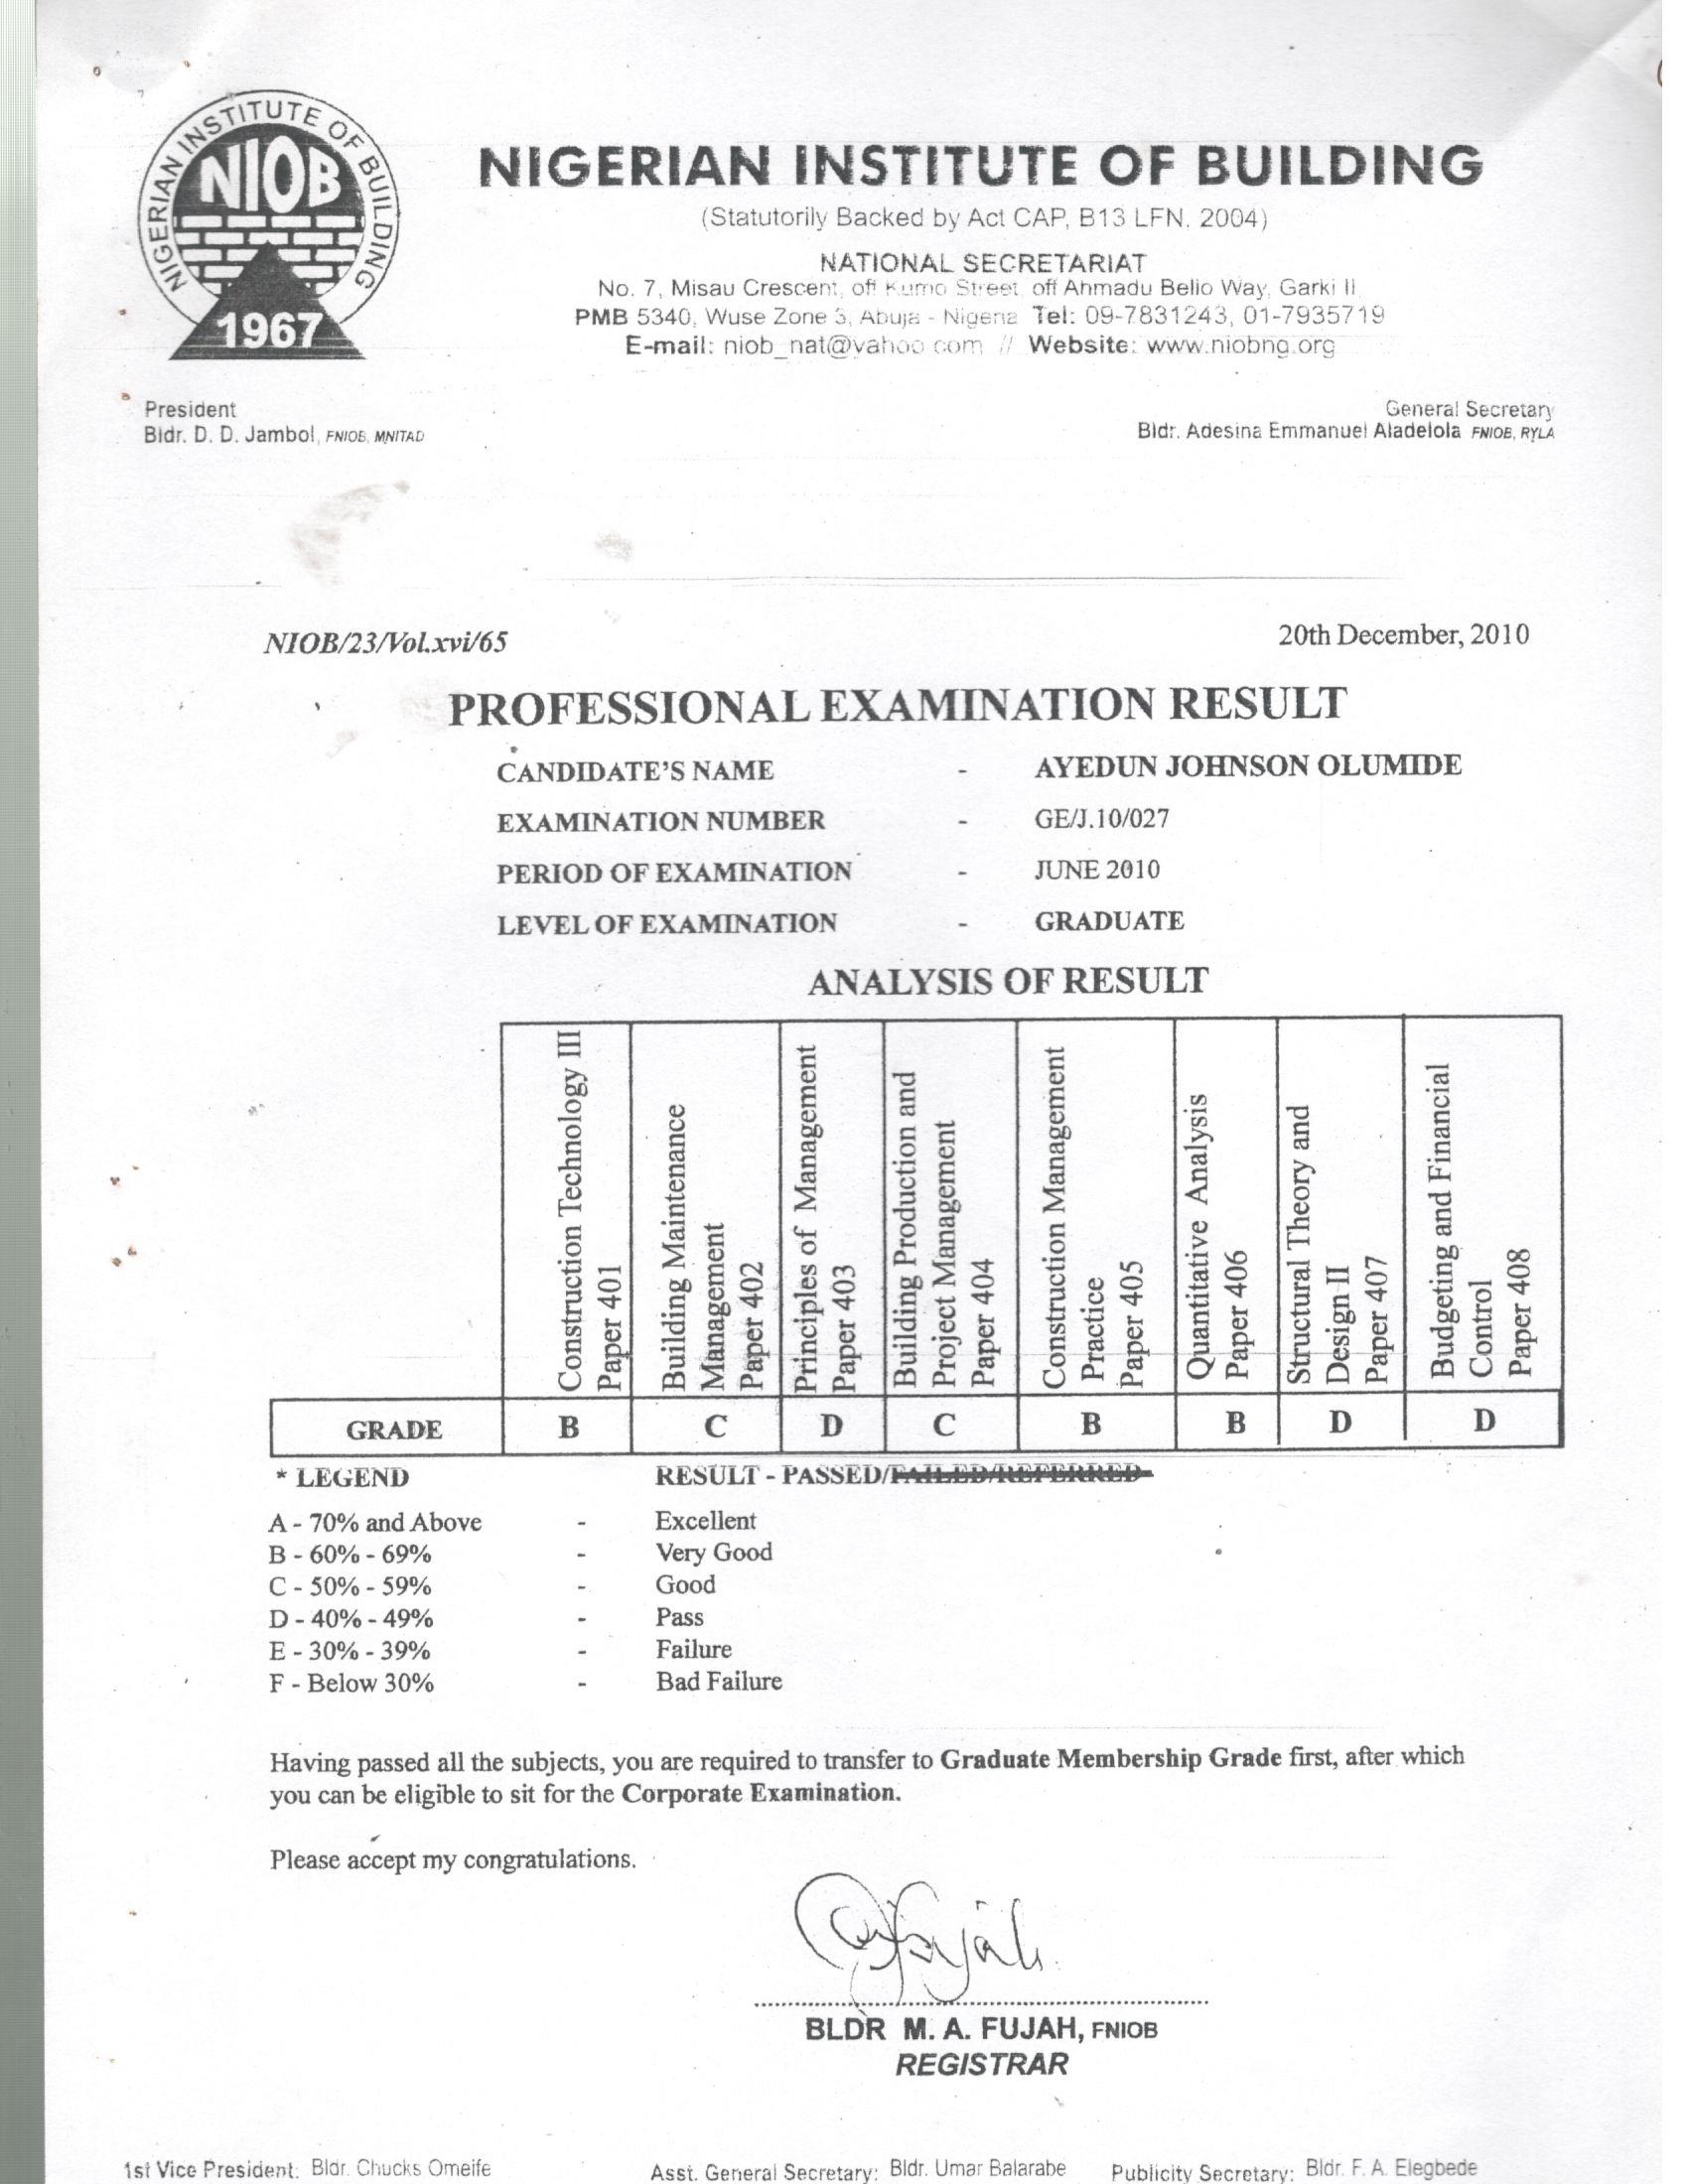 NIGERIAN INSTITUTE OF BUILDING
NIOB
1967
NIGERIAN INSTITUTE OF BUILDING
(Statutorily Backed by Act CAP, B13 LFN. 2004)
NATIONAL SECRETARIAT
No. 7, Misau Crescent, off Kumo Street off Ahmadu Bello Way, Garki II
PMB 5340, Wuse Zone 3, Abuja - Nigeria Tel: 09-7831243, 01-7935719
E-mail: niob_nat@yahoo.com // Website: www.niobng.org
President
Bldr. D. D. Jambol, FNIOB, MNITAD
General Secretary
Bldr. Adesina Emmanuel Aladelola FNIOB, RYLA
NIOB/23/Vol.xvi/65
20th December, 2010
PROFESSIONAL EXAMINATION RESULT
CANDIDATE'S NAME - AYEDUN JOHNSON OLUMIDE
EXAMINATION NUMBER - GE/J.10/027
PERIOD OF EXAMINATION - JUNE 2010
LEVEL OF EXAMINATION - GRADUATE
ANALYSIS OF RESULT
Construction Technology III
Paper 401
Building Maintenance
Management
Paper 402
Principles of Management
Paper 403
Building Production and
Project Management
Paper 404
Construction Management
Practice
Paper 405
Quantitative Analysis
Paper 406
Structural Theory and
Design II
Paper 407
Budgeting and Financial
Control
Paper 408
GRADE B C D C B B D D
* LEGEND RESULT - PASSED/FAILED/REFERRED
A - 70% and Above - Excellent
B - 60% - 69% - Very Good
C - 50% - 59% - Good
D - 40% - 49% - Pass
E - 30% - 39% - Failure
F - Below 30% - Bad Failure
Having passed all the subjects, you are required to transfer to Graduate Membership Grade first, after which
you can be eligible to sit for the Corporate Examination.
Please accept my congratulations.
BLDR M. A. FUJAH, FNIOB
REGISTRAR
1st Vice President: Bldr. Chucks Omeife
Asst. General Secretary: Bldr. Umar Balarabe
Publicity Secretary: Bldr. F. A. Elegbede